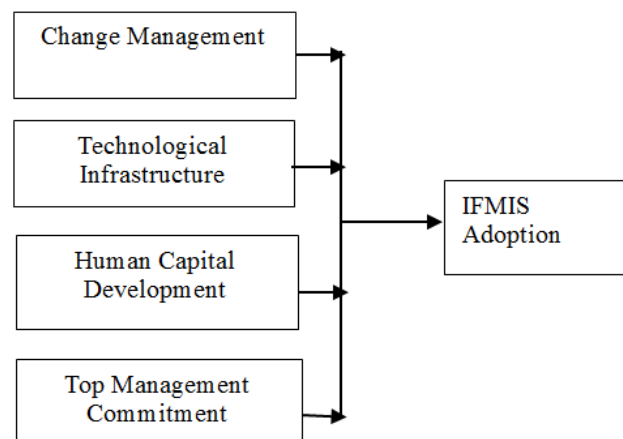 Change Management
Technological
Infrastructure
Human Capital
Development
Top Management
Commitment
IFMIS
Adoption